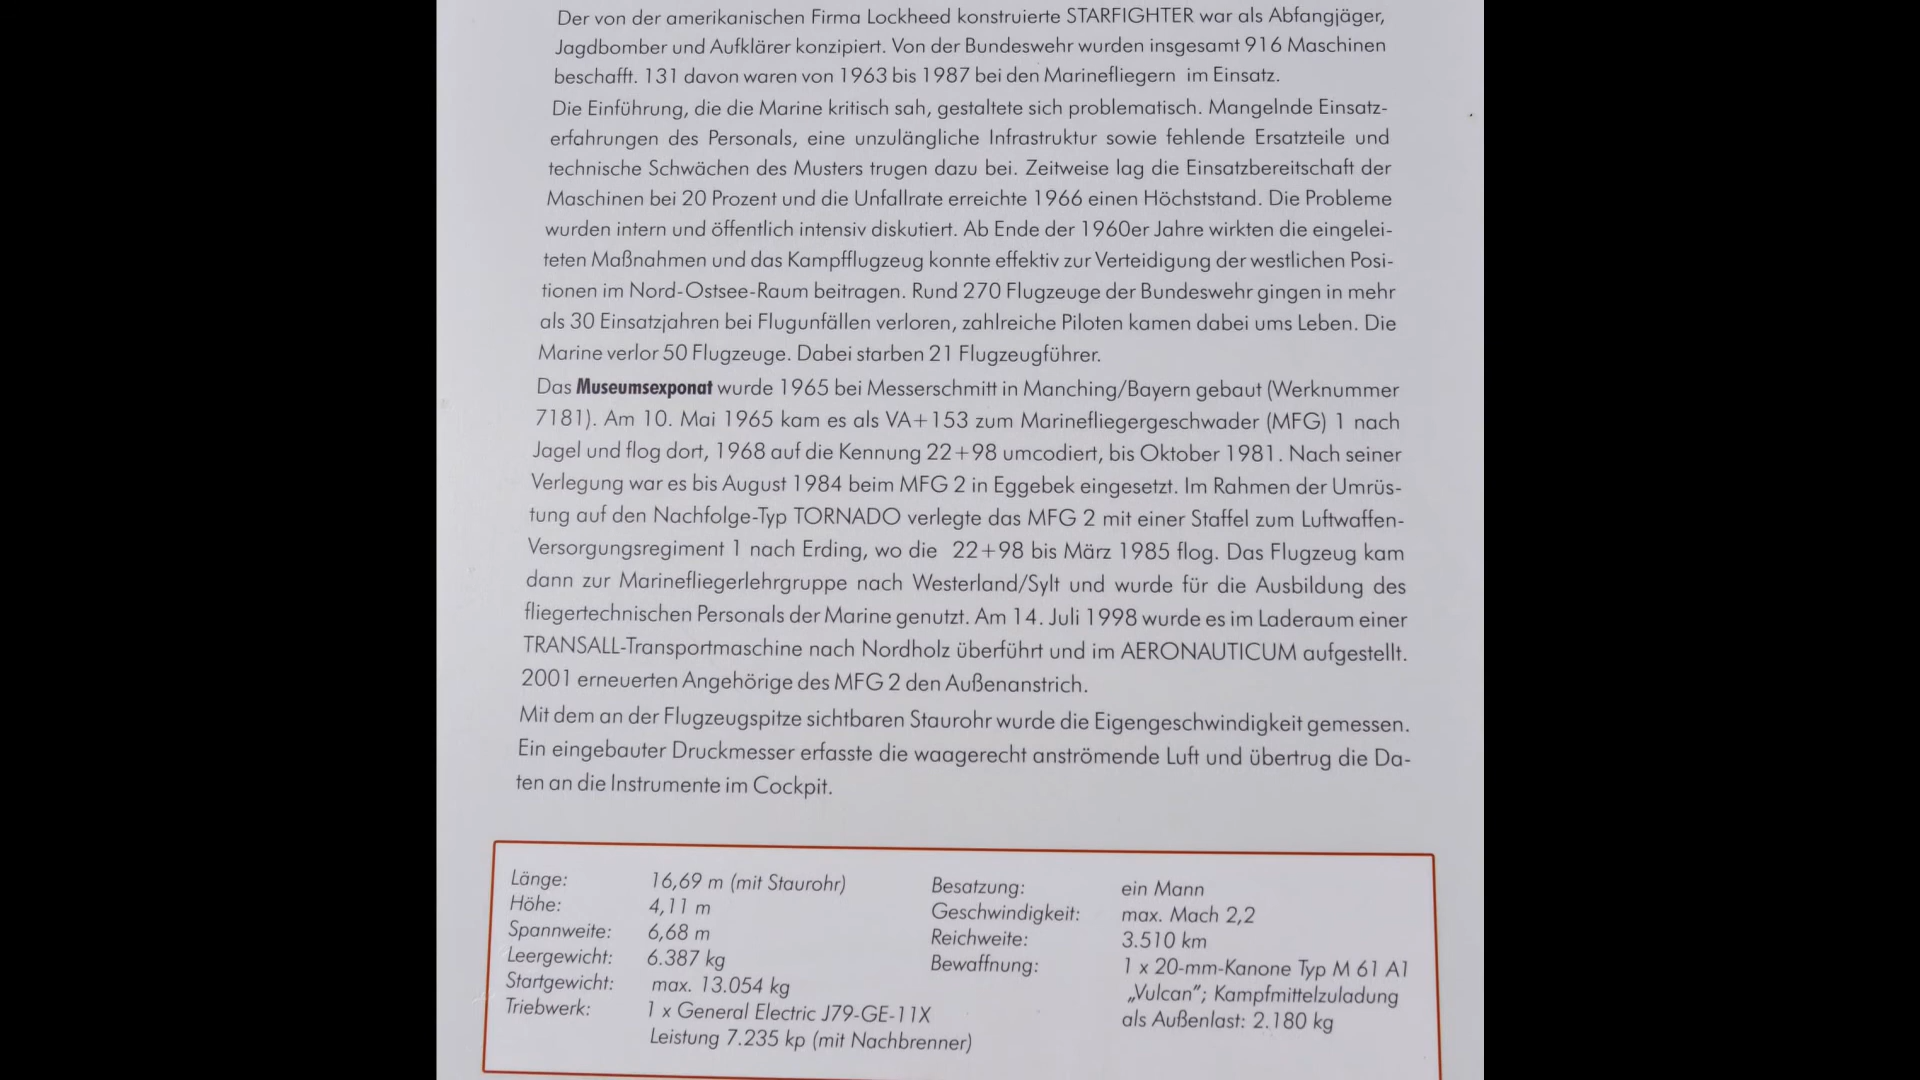 Der von der amerikanischen Firma Lockheed konstruierte STARFIGHTER war als Abfangjäger,
Jagdbomber und Aufklärer konzipiert. Von der Bundeswehr wurden insgesamt 916 Maschinen
beschafft. 131 davon waren von 1963 bis 1987 bei den Marinefliegern im Einsatz.
Die Einführung, die die Marine kritisch sah, gestaltete sich problematisch. Mangelnde Einsatz-
erfahrungen des Personals, eine unzulängliche Infrastruktur sowie fehlende Ersatzteile und
technische Schwächen des Musters trugen dazu bei. Zeitweise lag die Einsatzbereitschaft der
Maschinen bei 20 Prozent und die Unfallrate erreichte 1966 einen Höchststand. Die Probleme
wurden intern und öffentlich intensiv diskutiert. Ab Ende der 1960er Jahre wirkten die eingelei-
teten Maßnahmen und das Kampfflugzeug konnte effektiv zur Verteidigung der westlichen Posi-
tionen im Nord-Ostsee-Raum beitragen. Rund 270 Flugzeuge der Bundeswehr gingen in mehr
als 30 Einsatzjahren bei Flugunfällen verloren, zahlreiche Piloten kamen dabei ums Leben. Die
Marine verlor 50 Flugzeuge. Dabei starben 21 Flugzeugführer.
Das Museumsexponat wurde 1965 bei Messerschmitt in Manching/Bayern gebaut (Werknummer
7181). Am 10. Mai 1965 kam es als VA+153 zum Marinefliegergeschwader (MFG) 1 nach
Jagel und flog dort, 1968 auf die Kennung 22+98 umcodiert, bis Oktober 1981. Nach seiner
Verlegung war es bis August 1984 beim MFG 2 in Eggebek eingesetzt. Im Rahmen der Umrüs-
tung auf den Nachfolge-Typ TORNADO verlegte das MFG 2 mit einer Staffel zum Luftwaffen-
Versorgungsregiment 1 nach Erding, wo die 22+98 bis März 1985 flog. Das Flugzeug kam
dann zur Marinefliegerlehrgruppe nach Westerland/Sylt und wurde für die Ausbildung des
fliegertechnischen Personals der Marine genutzt. Am 14. Juli 1998 wurde es im Laderaum einer
TRANSALL-Transportmaschine nach Nordholz überführt und im AERONAUTICUM aufgestellt.
2001 erneuerten Angehörige des MFG 2 den Außenanstrich.
Mit dem an der Flugzeugspitze sichtbaren Staurohr wurde die Eigengeschwindigkeit gemessen.
Ein eingebauter Druckmesser erfasste die waagerecht anströmende Luft und übertrug die Da-
ten an die Instrumente im Cockpit.
Länge: 16,69 m (mit Staurohr)
Höhe: 4,11 m
Spannweite: 6,68 m
Leergewicht: 6.387 kg
Startgewicht: max. 13.054 kg
Triebwerk: 1 x General Electric J79-GE-11X
Leistung 7.235 kp (mit Nachbrenner)
Besatzung: ein Mann
Geschwindigkeit: max. Mach 2,2
Reichweite: 3.510 km
Bewaffnung: 1 x 20-mm-Kanone Typ M 61 A1
„Vulcan”; Kampfmittelzuladung
als Außenlast: 2.180 kg